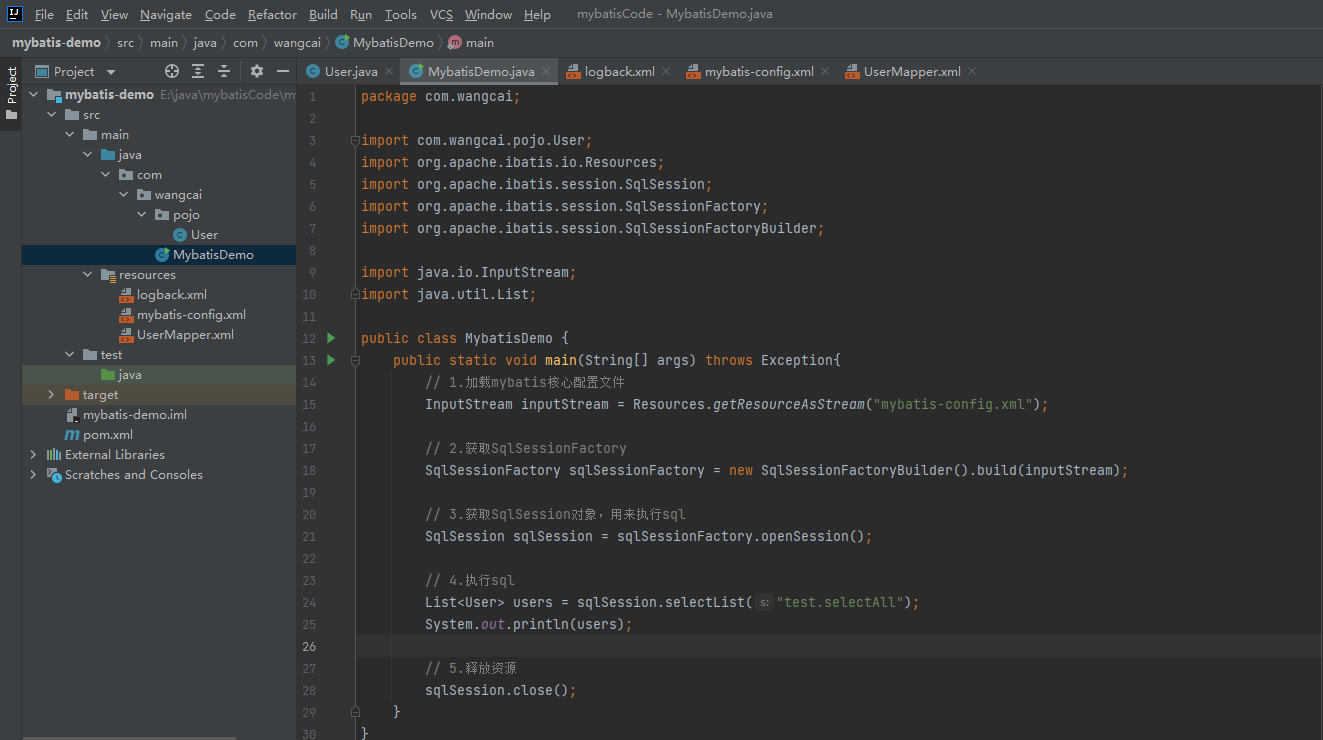 File Edit View Navigate Code Refactor Build Run Tools VCS Window Help mybatisCode - MybatisDemo.java
mybatis-demo src main java com wangcai MybatisDemo main
Project
Project
User.java MybatisDemo.java logback.xml mybatis-config.xml UserMapper.xml
mybatis-demo E:\java\mybatisCode\my
src
main
java
com
wangcai
pojo
User
MybatisDemo
resources
logback.xml
mybatis-config.xml
UserMapper.xml
test
java
target
mybatis-demo.iml
pom.xml
External Libraries
Scratches and Consoles
1 package com.wangcai;
2
3 import com.wangcai.pojo.User;
4 import org.apache.ibatis.io.Resources;
5 import org.apache.ibatis.session.SqlSession;
6 import org.apache.ibatis.session.SqlSessionFactory;
7 import org.apache.ibatis.session.SqlSessionFactoryBuilder;
8
9 import java.io.InputStream;
10 import java.util.List;
11
12 public class MybatisDemo {
13 public static void main(String[] args) throws Exception{
14 // 1.加载mybatis核心配置文件
15 InputStream inputStream = Resources.getResourceAsStream("mybatis-config.xml");
16
17 // 2.获取SqlSessionFactory
18 SqlSessionFactory sqlSessionFactory = new SqlSessionFactoryBuilder().build(inputStream);
19
20 // 3.获取SqlSession对象，用来执行sql
21 SqlSession sqlSession = sqlSessionFactory.openSession();
22
23 // 4.执行sql
24 List<User> users = sqlSession.selectList( s: "test.selectAll");
25 System.out.println(users);
26
27 // 5.释放资源
28 sqlSession.close();
29 }
30 }